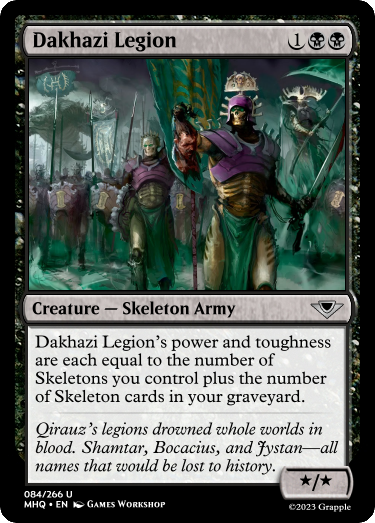 Dakhazi Legion 1
Creature — Skeleton Army
Dakhazi Legion's power and toughness
are each equal to the number of
Skeletons you control plus the number
of Skeleton cards in your graveyard.
Qirauz's legions drowned whole worlds in
blood. Shamtar, Bocacius, and Jystan—all
names that would be lost to history.
★/★
084/266 U
MHQ • EN Games Workshop
©2023 Grapple